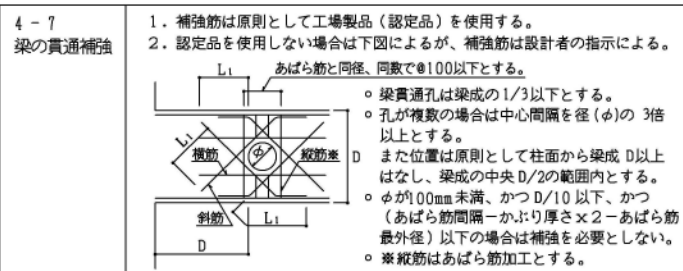 4－7
梁の貫通補強
1．補強筋は原則として工場製品（認定品）を使用する。
2．認定品を使用しない場合は下図によるが、補強筋は設計者の指示による。
あばら筋と同径、同数で@100以下とする。
L1
L1
横筋
φ
縦筋※
D
斜筋
L1
D
○ 梁貫通孔は梁成の1/3以下とする。
○ 孔が複数の場合は中心間隔を径(φ)の 3倍
以上とする。
また位置は原則として柱面から梁成 D以上
はなし、梁成の中央 D/2の範囲内とする。
○ φが100mm未満、かつ D/10 以下、かつ
（あばら筋間隔－かぶり厚さ×2－あばら筋
最外径）以下の場合は補強を必要としない。
○ ※縦筋はあばら筋加工とする。